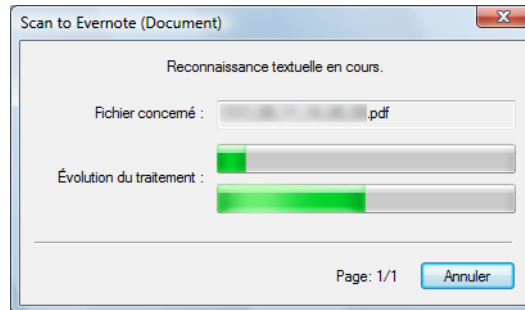 Scan to Evernote (Document)
Reconnaissance textuelle en cours.
Fichier concerné : .pdf
Évolution du traitement :
Page: 1/1 Annuler